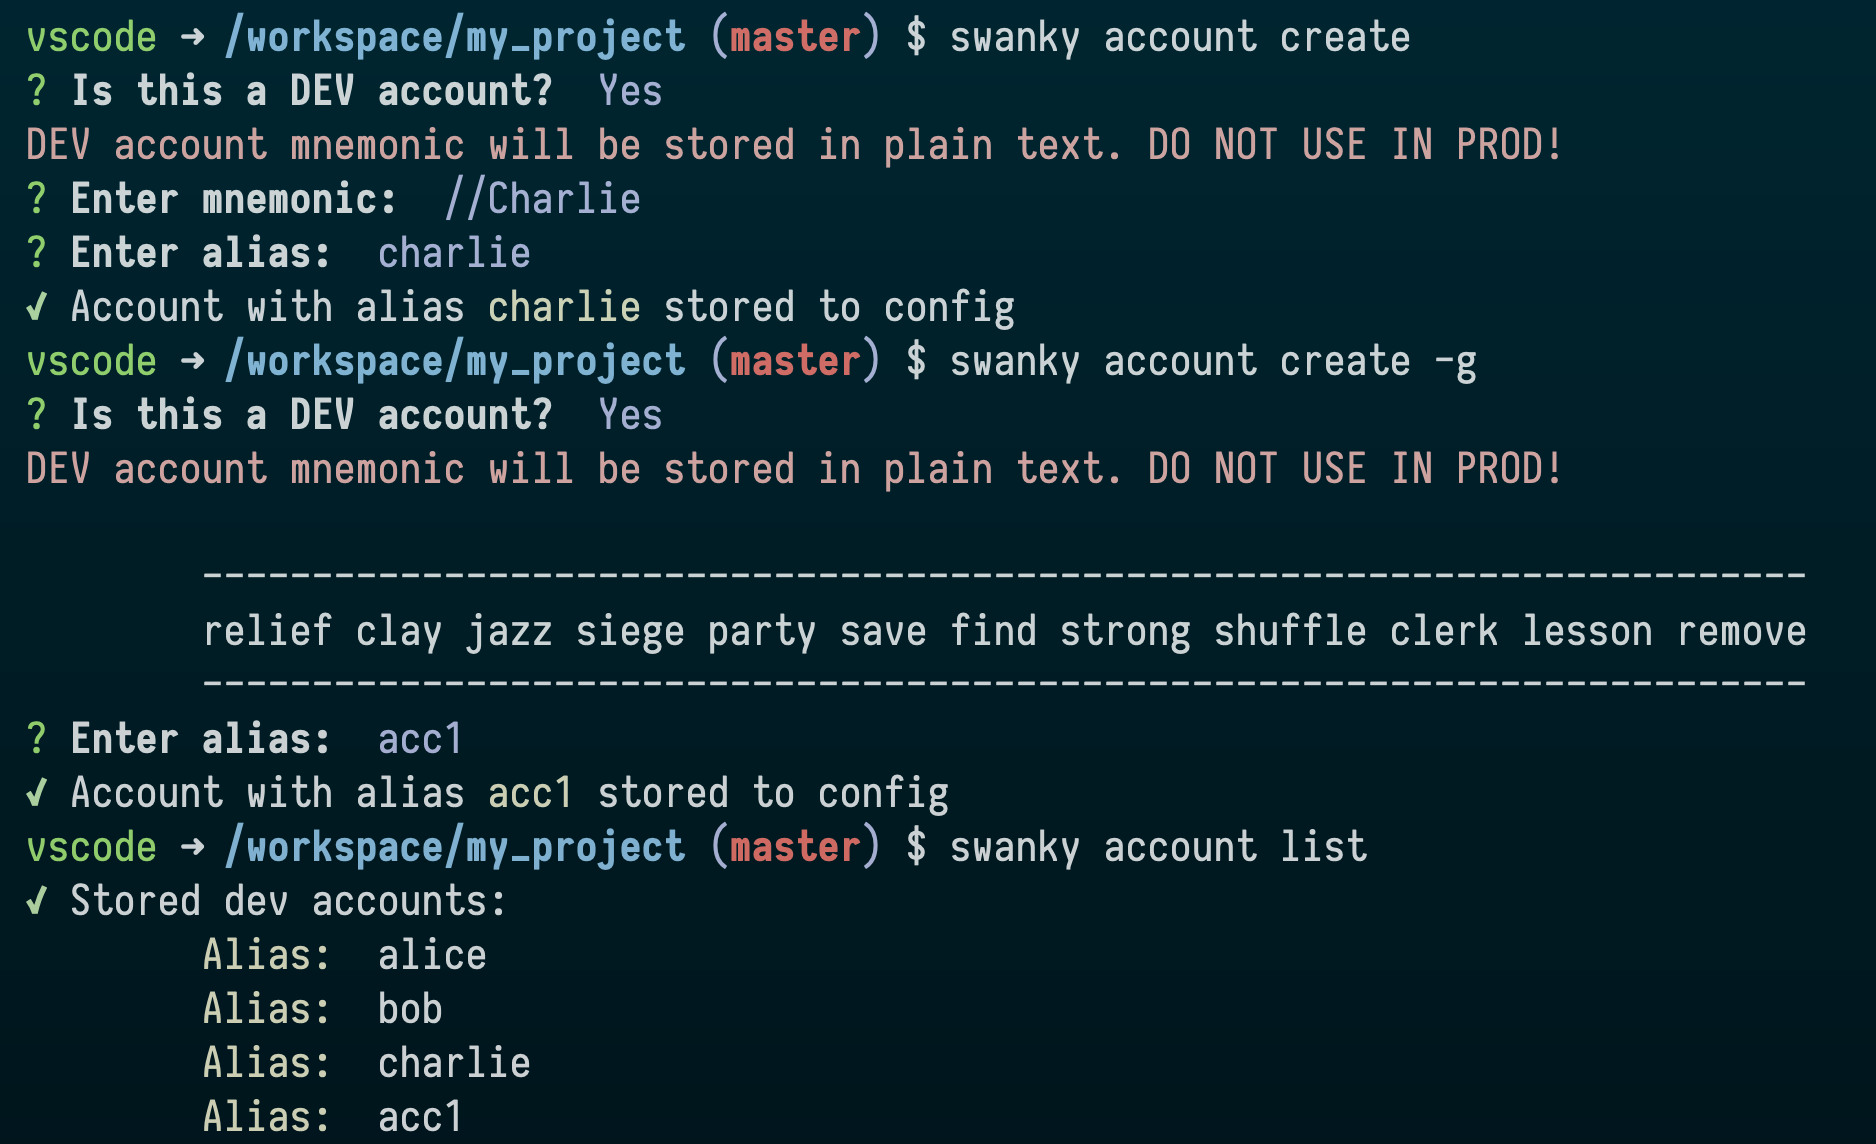 vscode ➜ /workspace/my_project (master) $ swanky account create
? Is this a DEV account?  Yes
DEV account mnemonic will be stored in plain text. DO NOT USE IN PROD!
? Enter mnemonic:  //Charlie
? Enter alias:  charlie
✓ Account with alias charlie stored to config
vscode ➜ /workspace/my_project (master) $ swanky account create -g
? Is this a DEV account?  Yes
DEV account mnemonic will be stored in plain text. DO NOT USE IN PROD!
-------------------------------------------------------------------------
relief clay jazz siege party save find strong shuffle clerk lesson remove
-------------------------------------------------------------------------
? Enter alias:  acc1
✓ Account with alias acc1 stored to config
vscode ➜ /workspace/my_project (master) $ swanky account list
✓ Stored dev accounts:
Alias:  alice
Alias:  bob
Alias:  charlie
Alias:  acc1